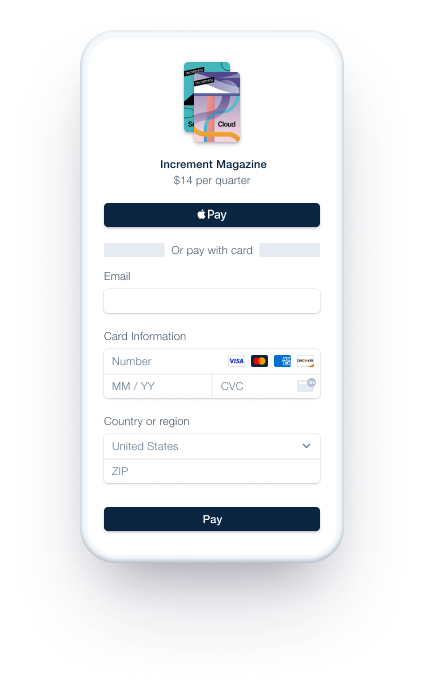 Cloud
Increment Magazine
$14 per quarter
Pay
Or pay with card
Email
Card Information
Number
VISA
DISCOVER
MM / YY
CVC
Country or region
United States
ZIP
Pay